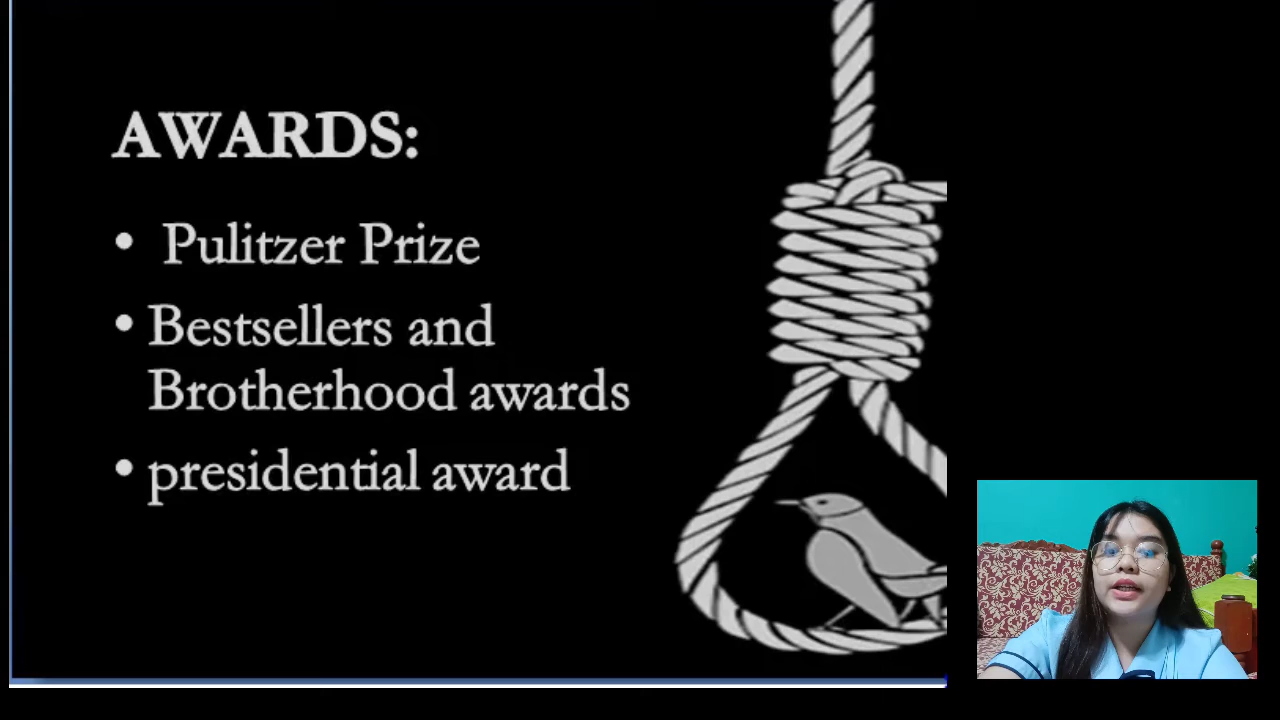 AWARDS:
• Pulitzer Prize
• Bestsellers and
Brotherhood awards
• presidential award